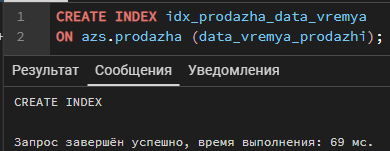 1 CREATE INDEX idx_prodazha_data_vremya
2 ON azs.prodazha (data_vremya_prodazhi);
Результат Сообщения Уведомления
CREATE INDEX
Запрос завершён успешно, время выполнения: 69 мс.